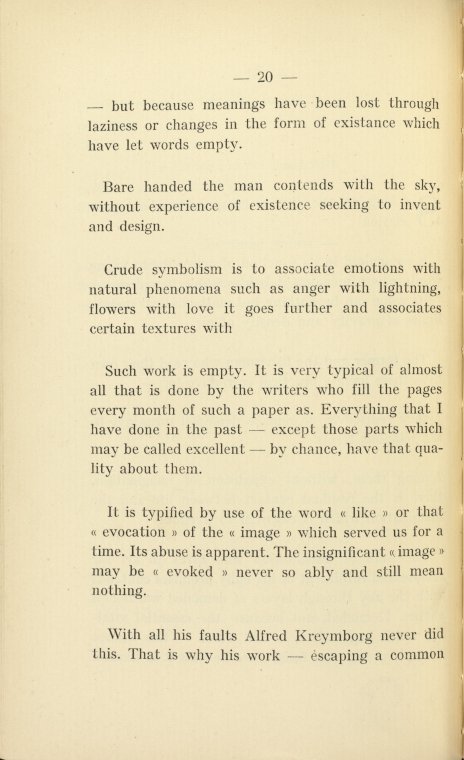 — 20 —
— but because meanings have been lost through
laziness or changes in the form of existance which
have let words empty.
Bare handed the man contends with the sky,
without experience of existence seeking to invent
and design.
Crude symbolism is to associate emotions with
natural phenomena such as anger with lightning,
flowers with love it goes further and associates
certain textures with
Such work is empty. It is very typical of almost
all that is done by the writers who fill the pages
every month of such a paper as. Everything that I
have done in the past — except those parts which
may be called excellent — by chance, have that qua-
lity about them.
It is typified by use of the word « like » or that
« evocation » of the « image » which served us for a
time. Its abuse is apparent. The insignificant « image »
may be « evoked » never so ably and still mean
nothing.
With all his faults Alfred Kreymborg never did
this. That is why his work — éscaping a common